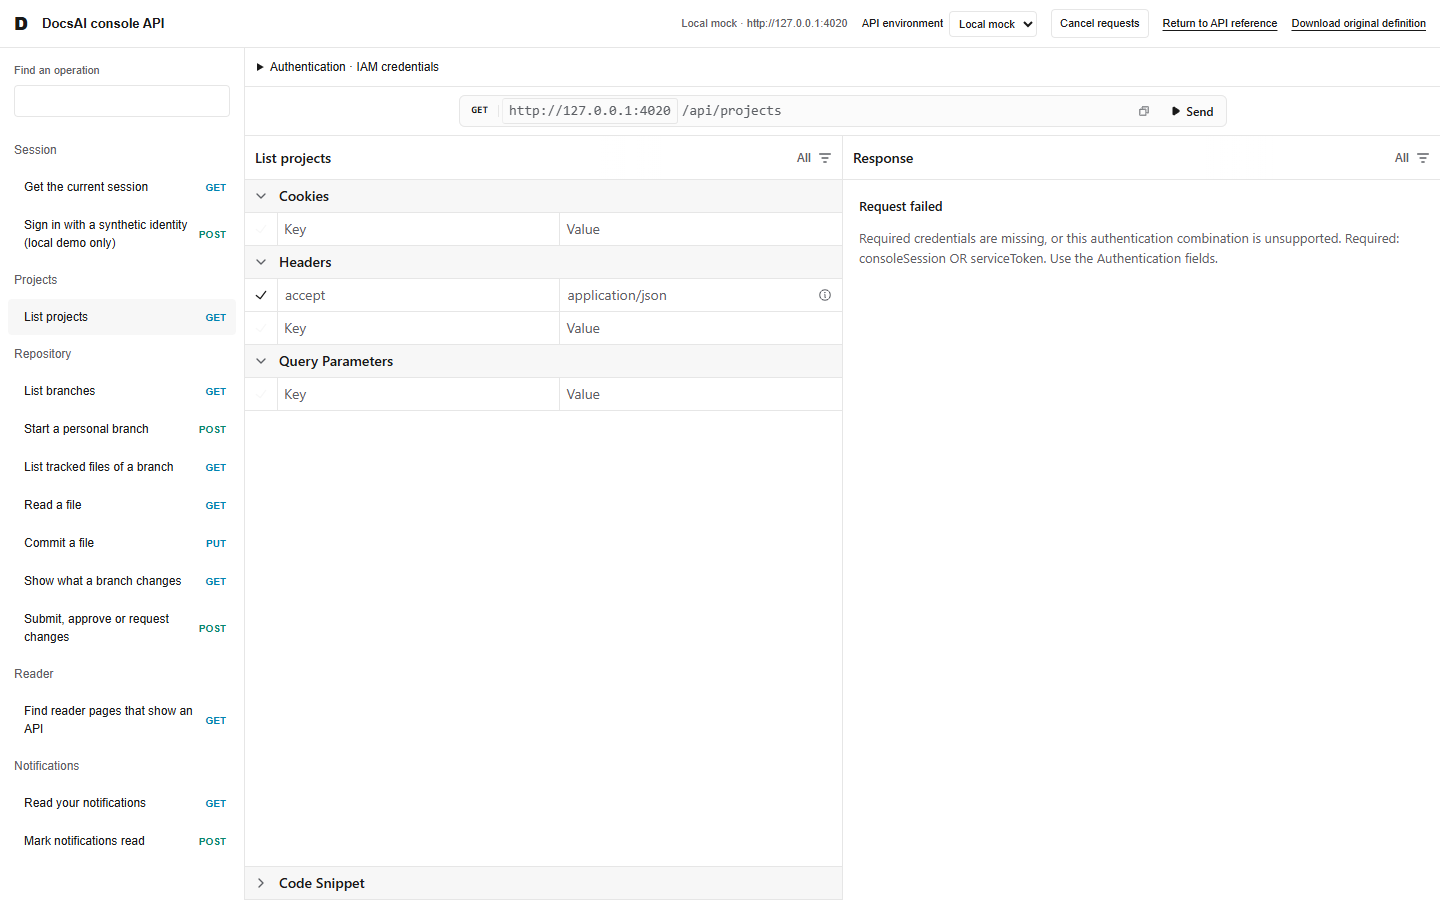 D DocsAI console API
Local mock · http://127.0.0.1:4020 API environment Local mock Cancel requests Return to API reference Download original definition
Find an operation
Session
Get the current session GET
Sign in with a synthetic identity (local demo only) POST
Projects
List projects GET
Repository
List branches GET
Start a personal branch POST
List tracked files of a branch GET
Read a file GET
Commit a file PUT
Show what a branch changes GET
Submit, approve or request changes POST
Reader
Find reader pages that show an API GET
Notifications
Read your notifications GET
Mark notifications read POST
Authentication · IAM credentials
GET http://127.0.0.1:4020 /api/projects Send
List projects All
Cookies
Key Value
Headers
accept application/json
Key Value
Query Parameters
Key Value
Code Snippet
Response All
Request failed
Required credentials are missing, or this authentication combination is unsupported. Required:
consoleSession OR serviceToken. Use the Authentication fields.